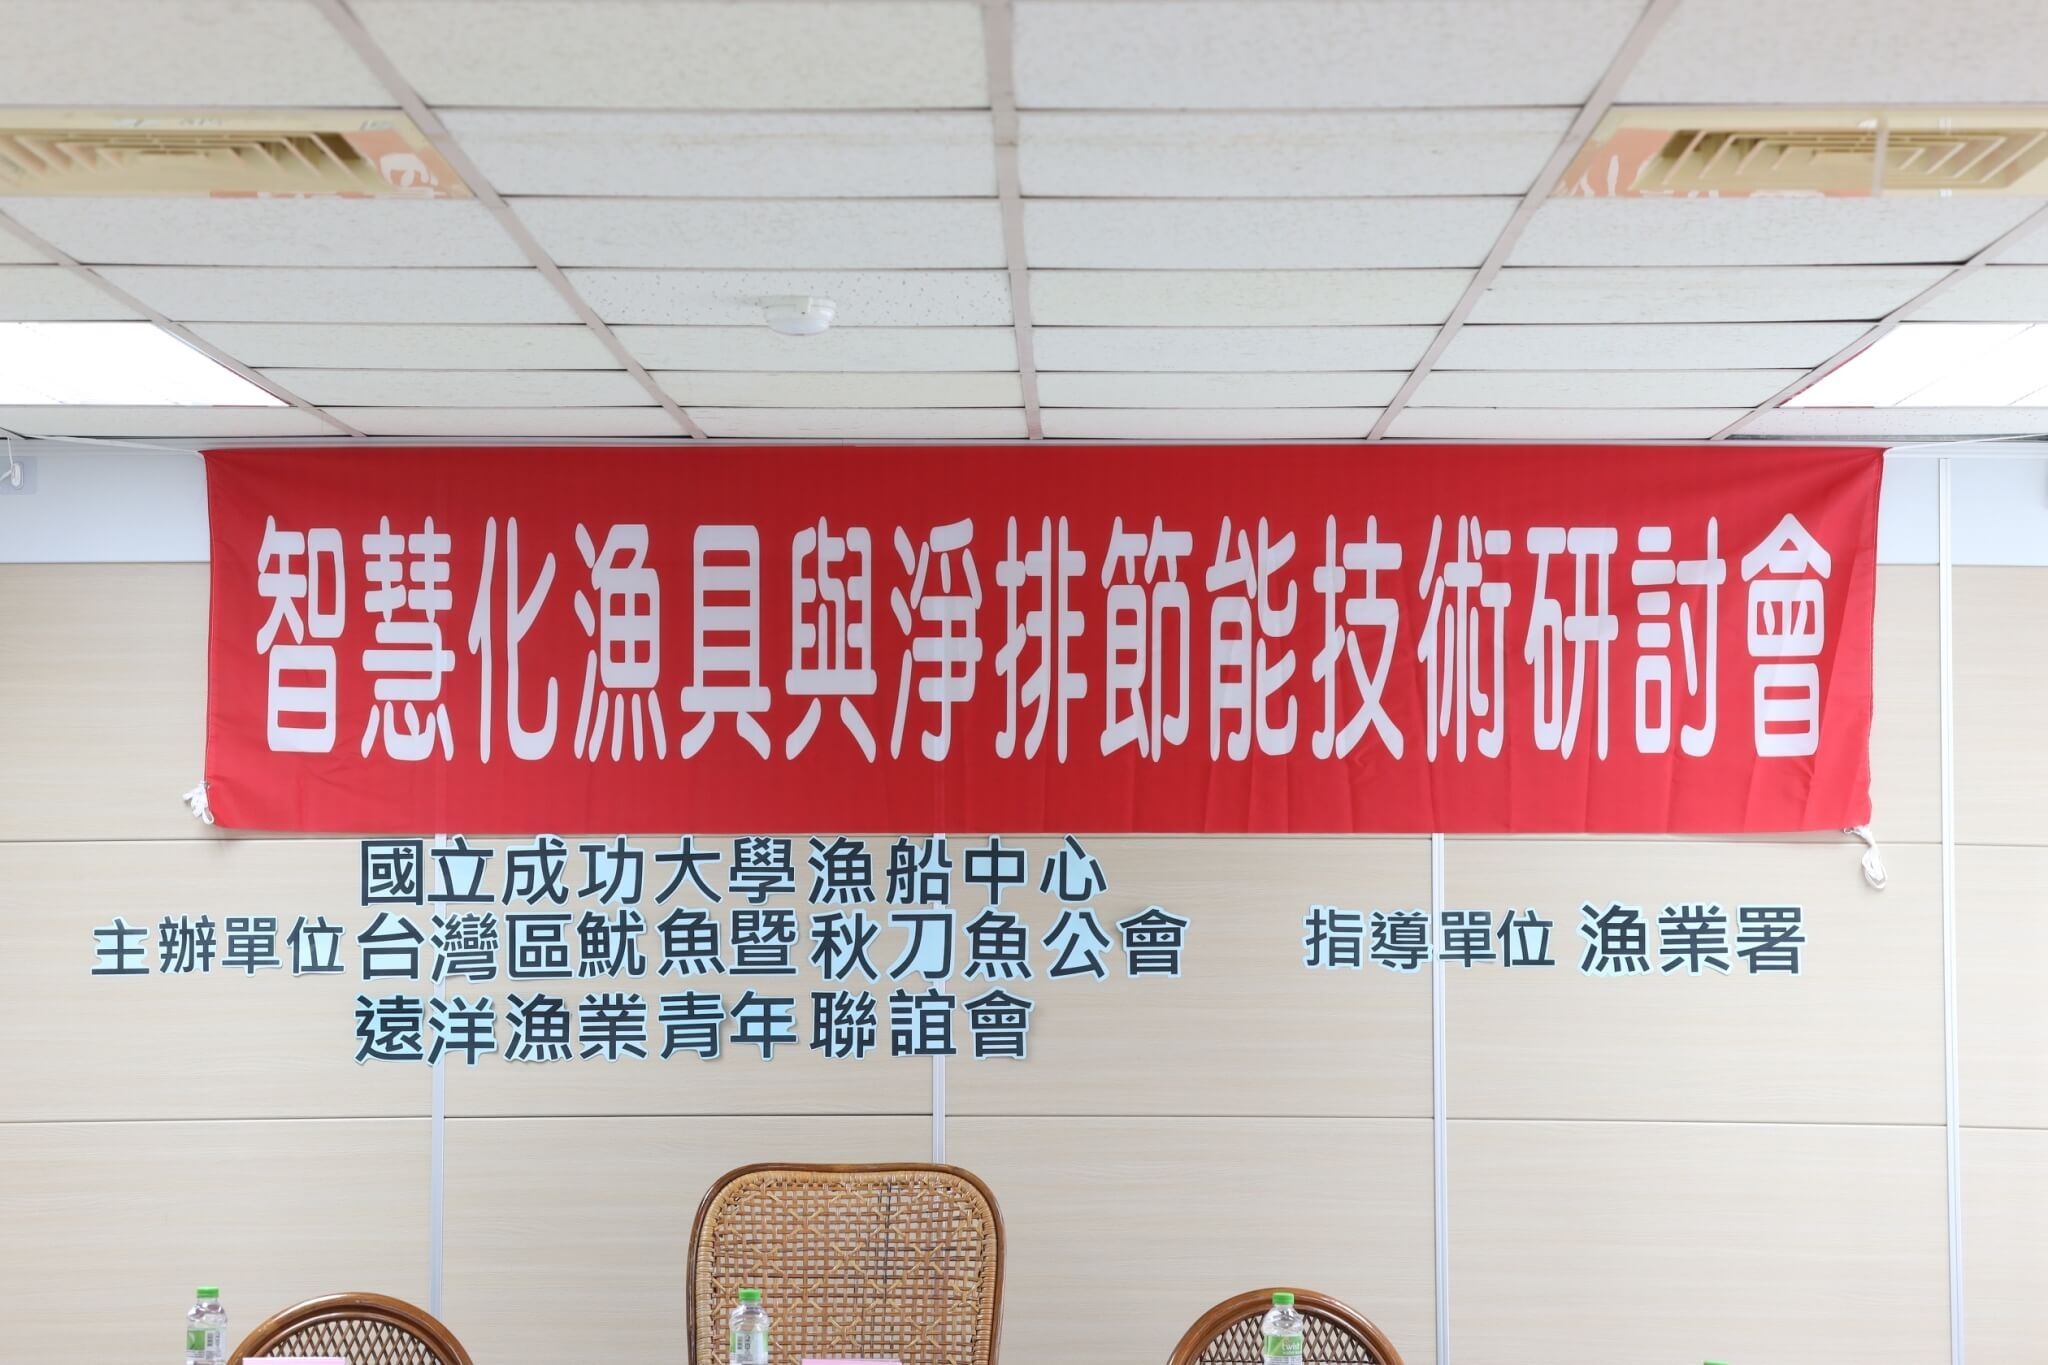 智慧化漁具與淨排節能技術研討會
國立成功大學漁船中心
主辦單位 台灣區魷魚暨秋刀魚公會
遠洋漁業青年聯誼會
指導單位 漁業署
twist